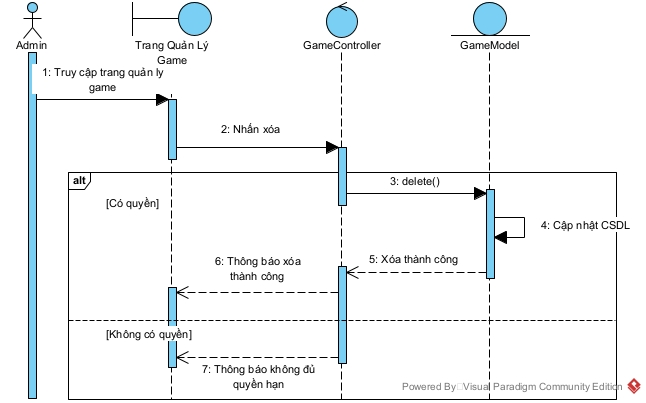 Admin
Trang Quản Lý
Game
GameController
GameModel
1: Truy cập trang quản ly
game
2: Nhấn xóa
alt
3: delete()
[Có quyền]
4: Cập nhật CSDL
5: Xóa thành công
6: Thông báo xóa
thành công
[Không có quyền]
7: Thông báo không đủ
quyền hạn
Powered By Visual Paradigm Community Edition